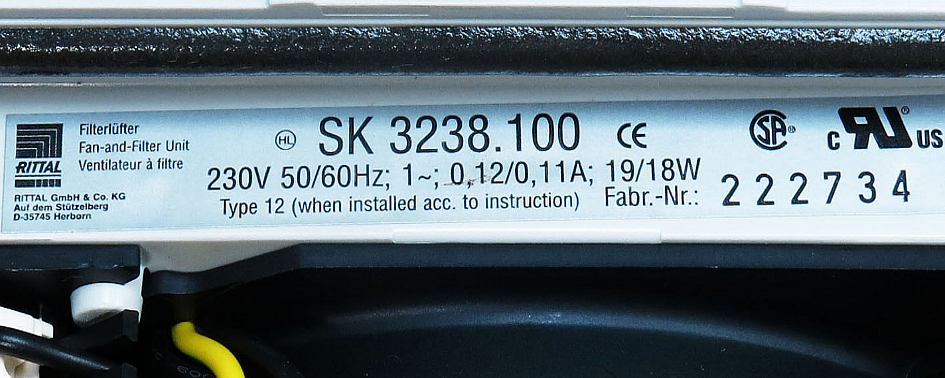 RITTAL
Filterlüfter
Fan-and-Filter Unit
Ventilateur à filtre
RITTAL GmbH & Co. KG
Auf dem Stützelberg
D-35745 Herborn
HL SK 3238.100 CE
SA ®
c RU ® US
230V 50/60Hz; 1~; 0,12/0,11A; 19/18W
Type 12 (when installed acc. to instruction)
Fabr.-Nr.: 222734